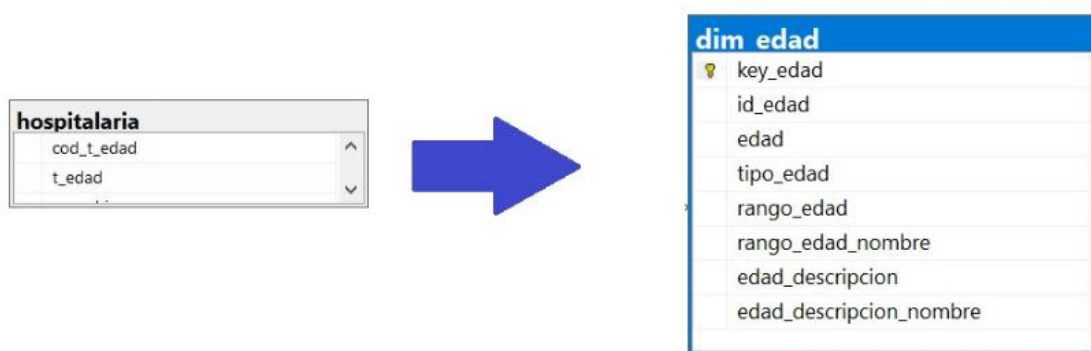 hospitalaria
cod_t_edad
t_edad
dim_edad
key_edad
id_edad
edad
tipo_edad
rango_edad
rango_edad_nombre
edad_descripcion
edad_descripcion_nombre